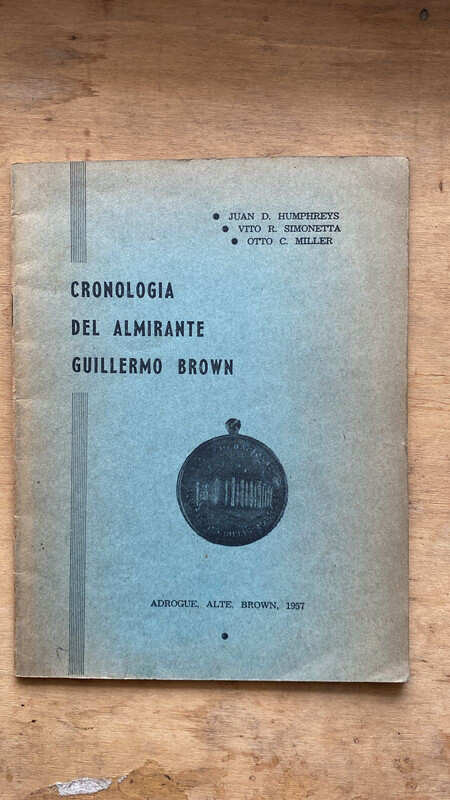 ● JUAN D. HUMPHREYS
● VITO R. SIMONETTA
● OTTO C. MILLER
CRONOLOGIA
DEL ALMIRANTE
GUILLERMO BROWN
ADROGUE, ALTE. BROWN, 1957